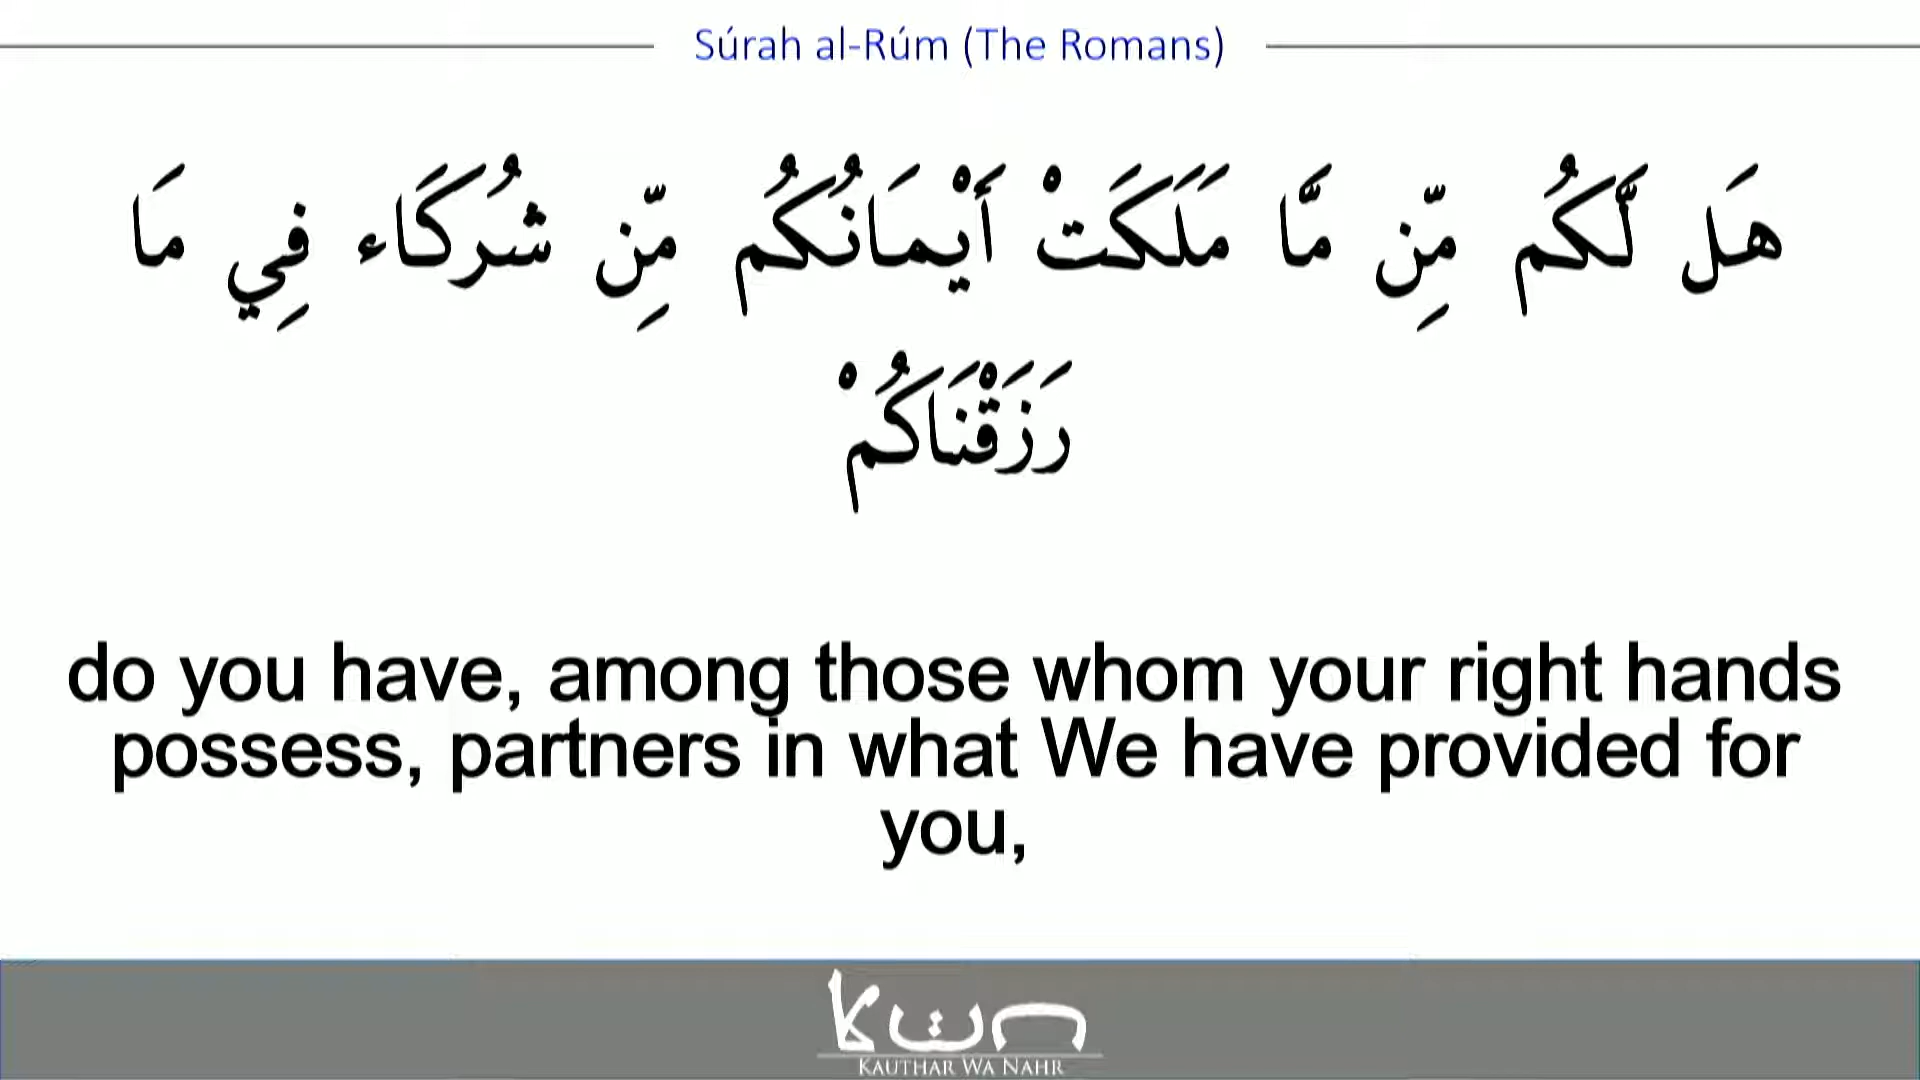 Súrah al-Rúm (The Romans)
هَل لَّكُم مِّن مَّا مَلَكَتْ أَيْمَانُكُم مِّن شُرَكَاء فِي مَا
رَزَقْنَاكُمْ
do you have, among those whom your right hands
possess, partners in what We have provided for
you,
KWN
KAUTHAR WA NAHR